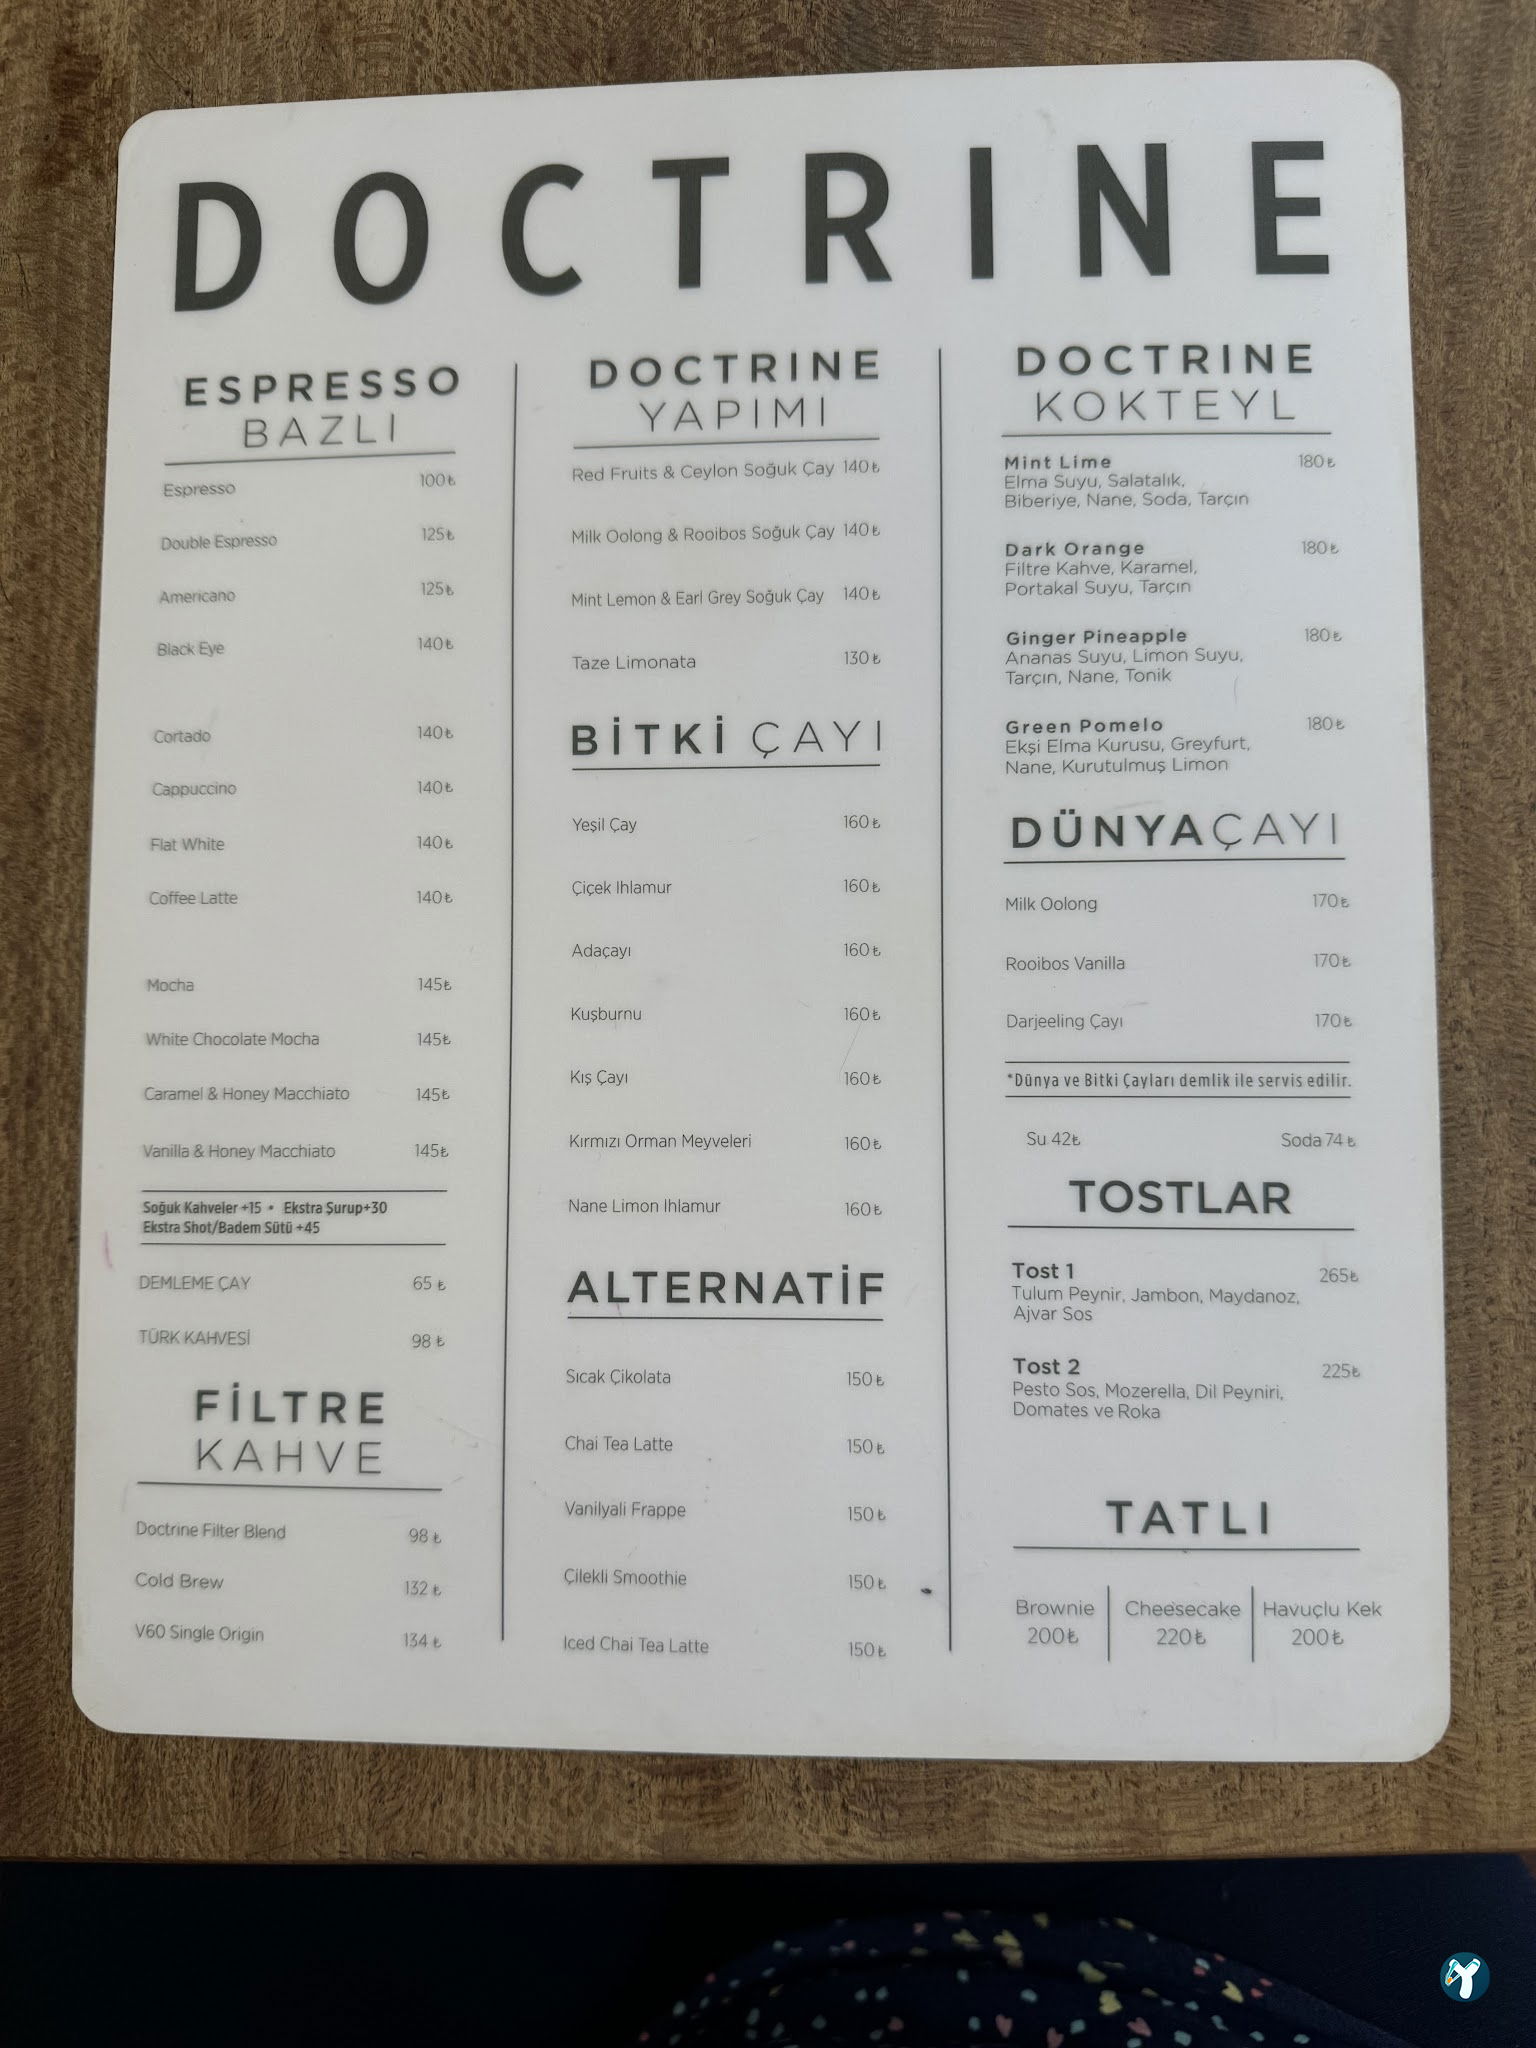 DOCTRINE
ESPRESSO
BAZLI
Espresso 100₺
Double Espresso 125₺
Americano 125₺
Black Eye 140₺
Cortado 140₺
Cappuccino 140₺
Flat White 140₺
Coffee Latte 140₺
Mocha 145₺
White Chocolate Mocha 145₺
Caramel & Honey Macchiato 145₺
Vanilla & Honey Macchiato 145₺
Soğuk Kahveler +15 • Ekstra Şurup+30
Ekstra Shot/Badem Sütü +45
DEMLEME ÇAY 65 ₺
TÜRK KAHVESİ 98 ₺
FİLTRE
KAHVE
Doctrine Filter Blend 98 ₺
Cold Brew 132 ₺
V60 Single Origin 134 ₺
DOCTRINE
YAPIMI
Red Fruits & Ceylon Soğuk Çay 140₺
Milk Oolong & Rooibos Soğuk Çay 140₺
Mint Lemon & Earl Grey Soğuk Çay 140₺
Taze Limonata 130₺
BİTKİ ÇAYI
Yeşil Çay 160₺
Çiçek Ihlamur 160₺
Adaçayı 160₺
Kuşburnu 160₺
Kış Çayı 160₺
Kırmızı Orman Meyveleri 160₺
Nane Limon Ihlamur 160₺
ALTERNATİF
Sıcak Çikolata 150₺
Chai Tea Latte 150₺
Vanilyali Frappe 150₺
Çilekli Smoothie 150₺
Iced Chai Tea Latte 150₺
DOCTRINE
KOKTEYL
Mint Lime 180₺
Elma Suyu, Salatalık,
Biberiye, Nane, Soda, Tarçın
Dark Orange 180₺
Filtre Kahve, Karamel,
Portakal Suyu, Tarçın
Ginger Pineapple 180₺
Ananas Suyu, Limon Suyu,
Tarçın, Nane, Tonik
Green Pomelo 180₺
Ekşi Elma Kurusu, Greyfurt,
Nane, Kurutulmuş Limon
DÜNYAÇAYI
Milk Oolong 170₺
Rooibos Vanilla 170₺
Darjeeling Çayı 170₺
*Dünya ve Bitki Çayları demlik ile servis edilir.
Su 42₺ Soda 74 ₺
TOSTLAR
Tost 1 265₺
Tulum Peynir, Jambon, Maydanoz,
Ajvar Sos
Tost 2 225₺
Pesto Sos, Mozerella, Dil Peyniri,
Domates ve Roka
TATLI
Brownie Cheesecake Havuçlu Kek
200₺ 220₺ 200₺